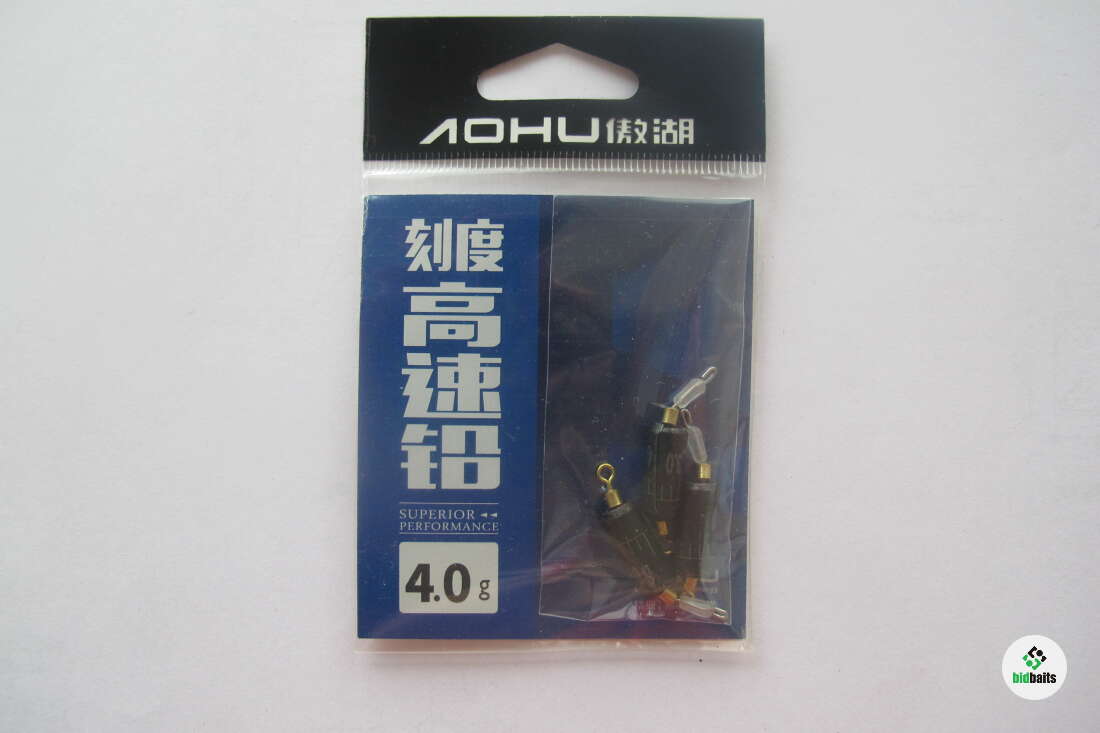 AOHU傲湖
刻度
高
速
铅
SUPERIOR
PERFORMANCE
4.0g
bidbaits